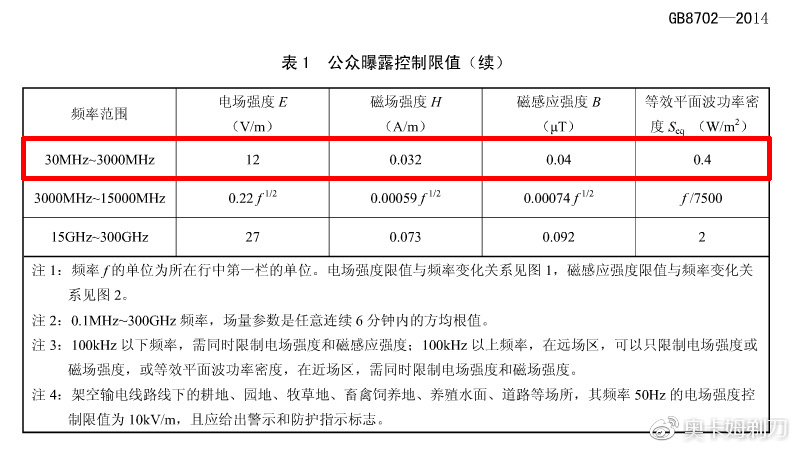 GB8702—2014
表1 公众曝露控制限值（续）
频率范围 电场强度 E （V/m） 磁场强度 H （A/m） 磁感应强度 B （μT） 等效平面波功率密度 Seq （W/m²）
30MHz~3000MHz 12 0.032 0.04 0.4
3000MHz~15000MHz 0.22 f 1/2 0.00059 f 1/2 0.00074 f 1/2 f /7500
15GHz~300GHz 27 0.073 0.092 2
注 1：频率 f 的单位为所在行中第一栏的单位。电场强度限值与频率变化关系见图 1，磁感应强度限值与频率变化关
系见图 2。
注 2：0.1MHz~300GHz 频率，场量参数是任意连续 6 分钟内的方均根值。
注 3：100kHz 以下频率，需同时限制电场强度和磁感应强度；100kHz 以上频率，在远场区，可以只限制电场强度或
磁场强度，或等效平面波功率密度，在近场区，需同时限制电场强度和磁场强度。
注 4：架空输电线路线下的耕地、园地、牧草地、畜禽饲养地、养殖水面、道路等场所，其频率 50Hz 的电场强度控
制限值为 10kV/m，且应给出警示和防护指示标志。
奥卡姆剃刀